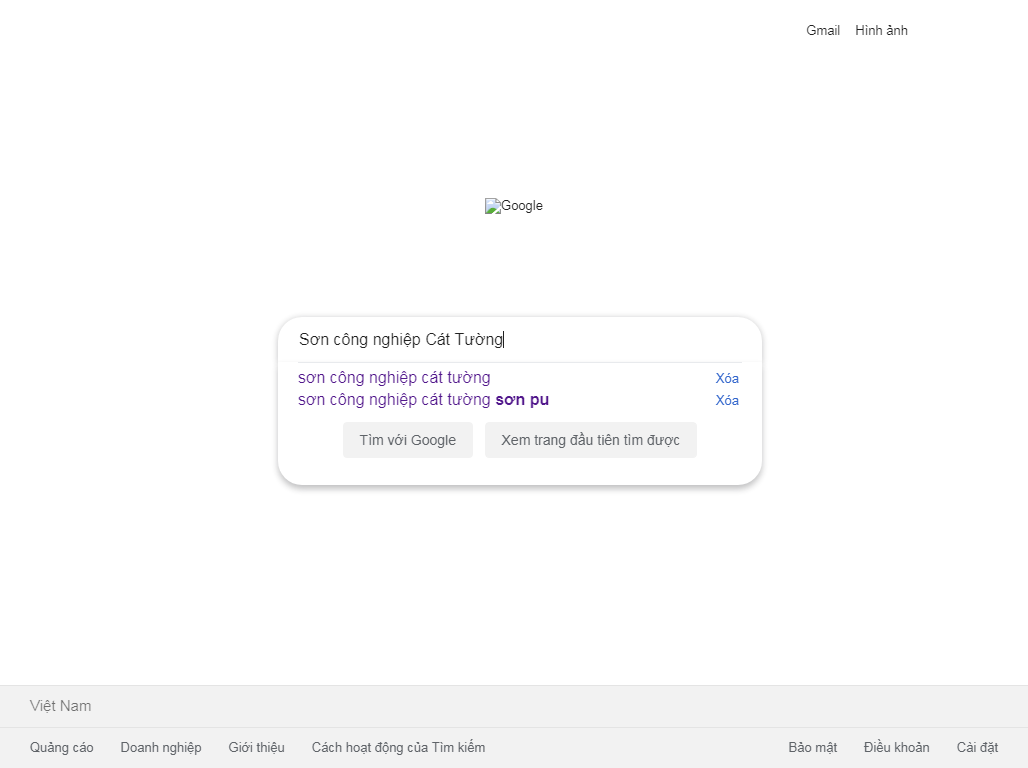 Gmail Hình ảnh
Google
Sơn công nghiệp Cát Tường
sơn công nghiệp cát tường Xóa
sơn công nghiệp cát tường sơn pu Xóa
Tìm với Google Xem trang đầu tiên tìm được
Việt Nam
Quảng cáo Doanh nghiệp Giới thiệu Cách hoạt động của Tìm kiếm Bảo mật Điều khoản Cài đặt